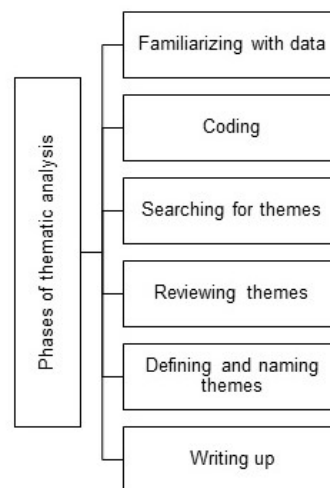 Phases of thematic analysis
Familiarizing with data
Coding
Searching for themes
Reviewing themes
Defining and naming
themes
Writing up